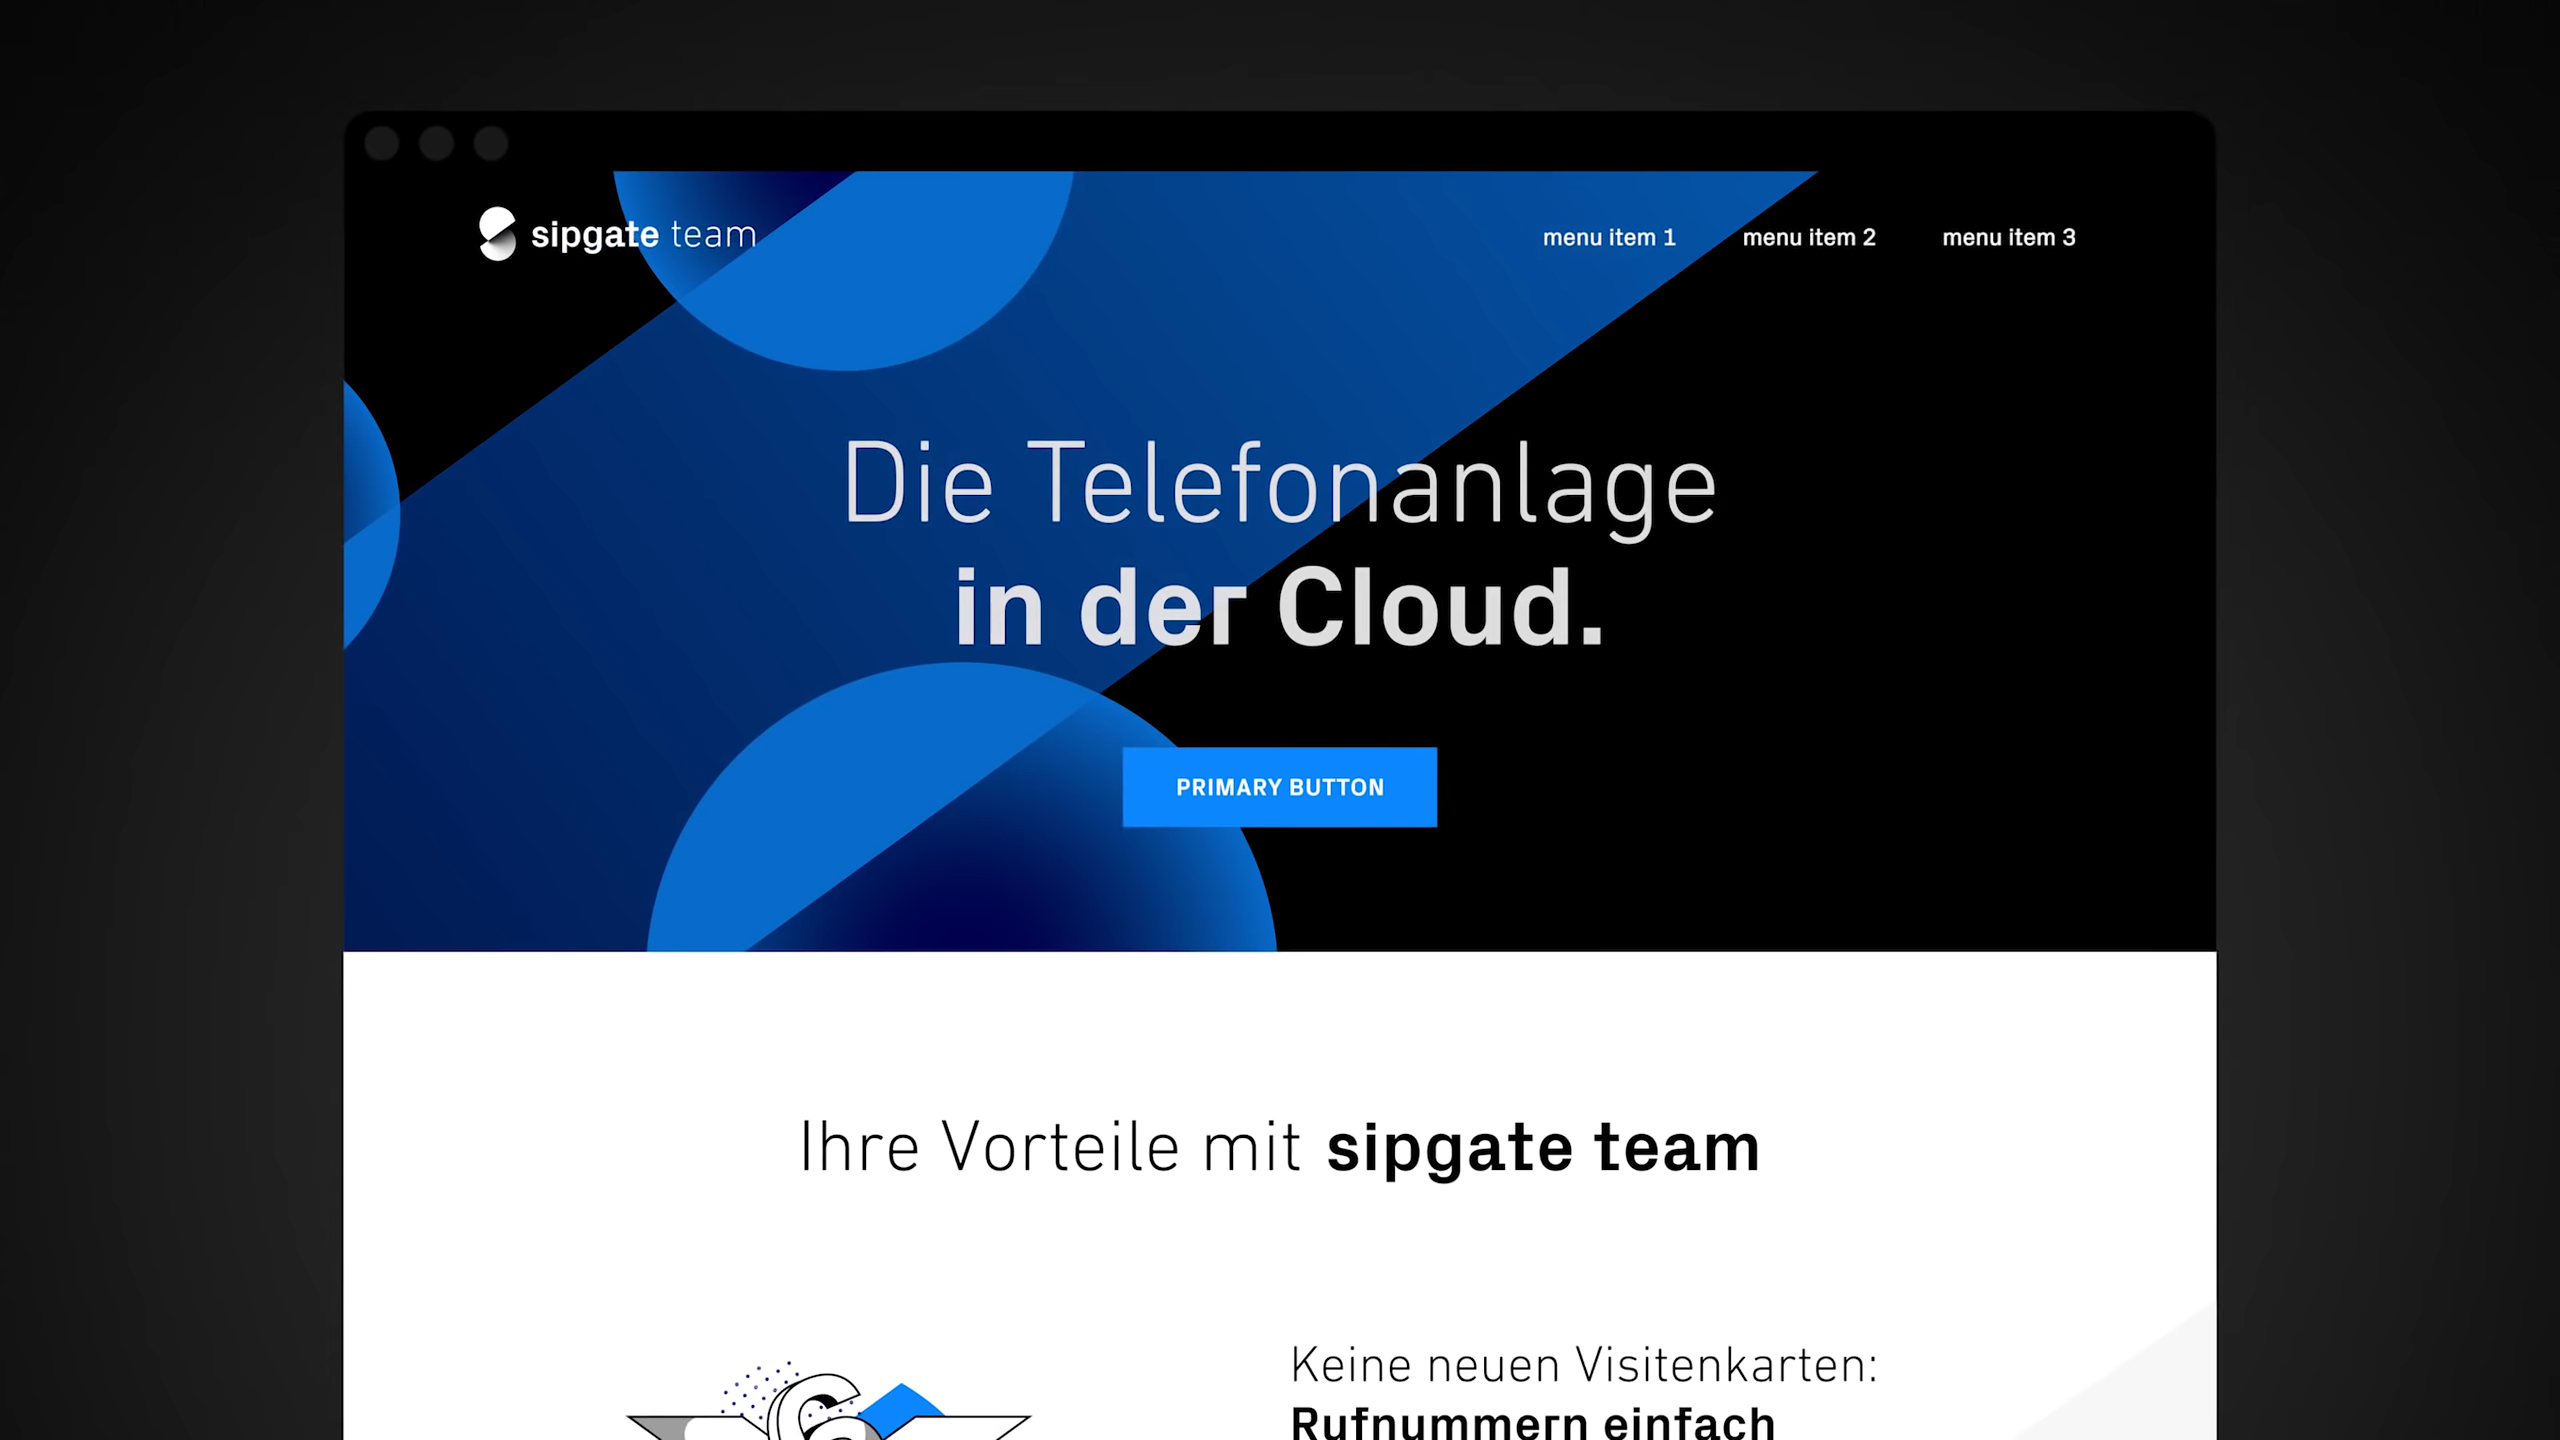 sipgate team
menu item 1
menu item 2
menu item 3
Die Telefonanlage
in der Cloud.
PRIMARY BUTTON
Ihre Vorteile mit sipgate team
Keine neuen Visitenkarten:
Rufnummern einfach